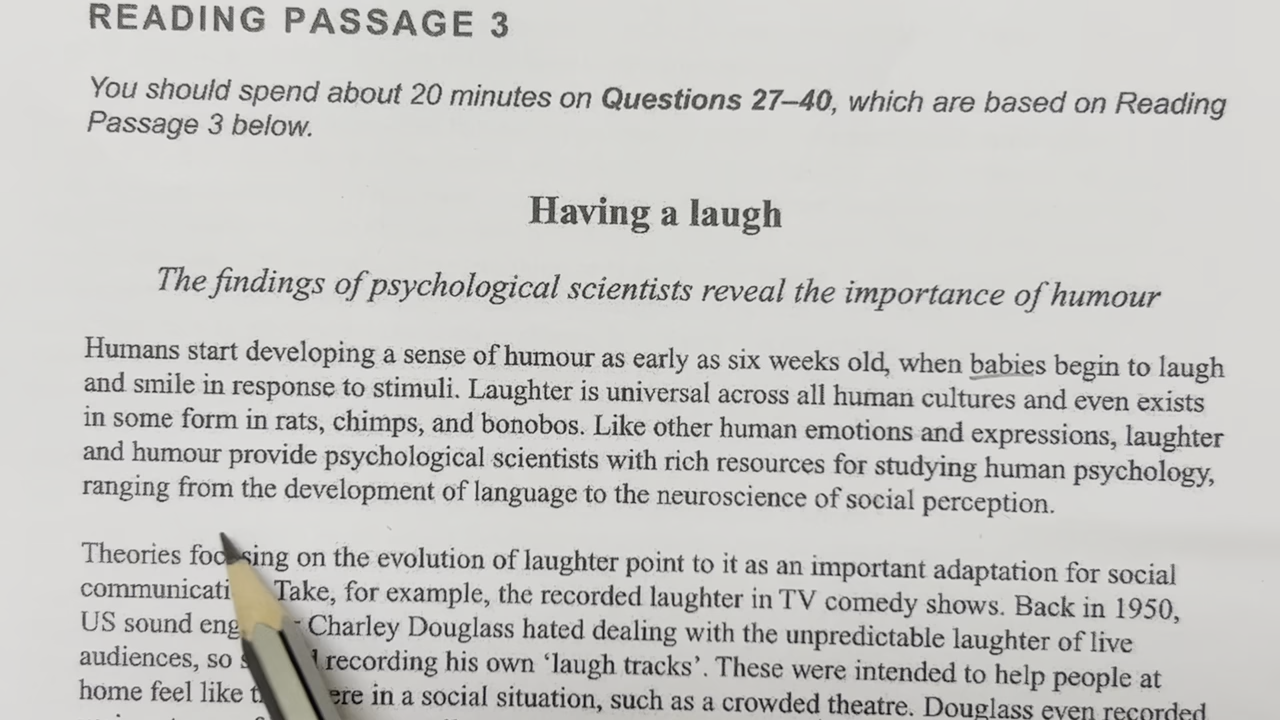 READING PASSAGE 3
You should spend about 20 minutes on Questions 27–40, which are based on Reading
Passage 3 below.
Having a laugh
The findings of psychological scientists reveal the importance of humour
Humans start developing a sense of humour as early as six weeks old, when babies begin to laugh
and smile in response to stimuli. Laughter is universal across all human cultures and even exists
in some form in rats, chimps, and bonobos. Like other human emotions and expressions, laughter
and humour provide psychological scientists with rich resources for studying human psychology,
ranging from the development of language to the neuroscience of social perception.
Theories focusing on the evolution of laughter point to it as an important adaptation for social
Take, for example, the recorded laughter in TV comedy shows. Back in 1950,
US sound Charley Douglass hated dealing with the unpredictable laughter of live
audiences, so recording his own ‘laugh tracks’. These were intended to help people at
home feel like in a social situation, such as a crowded theatre. Douglass even recorded